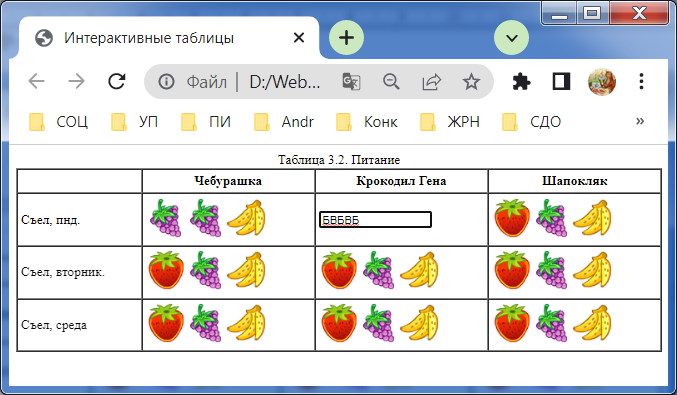 Интерактивные таблицы
Файл D:/Web...
СОЦ УП ПИ Andr Конк ЖРН СДО »
Таблица 3.2. Питание
Чебурашка Крокодил Гена Шапокляк
Съел, пнд. БВБВБ
Съел, вторник.
Съел, среда